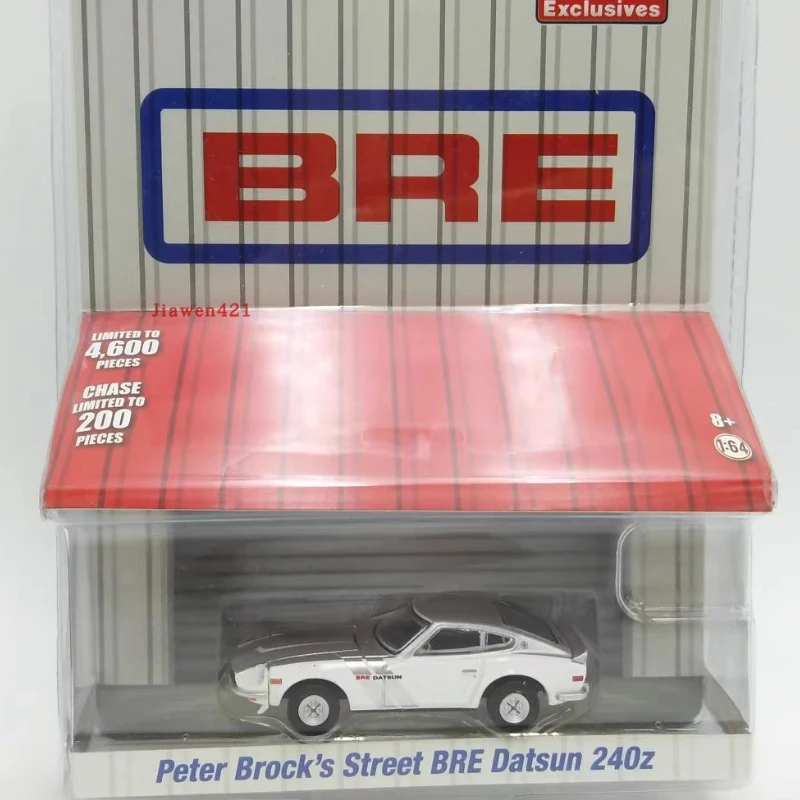 Exclusives
BRE
Jiawen421
LIMITED TO
4,600
PIECES
CHASE
LIMITED TO
200
PIECES
8+
1:64
BRE DATSUN
Peter Brock's Street BRE Datsun 240z